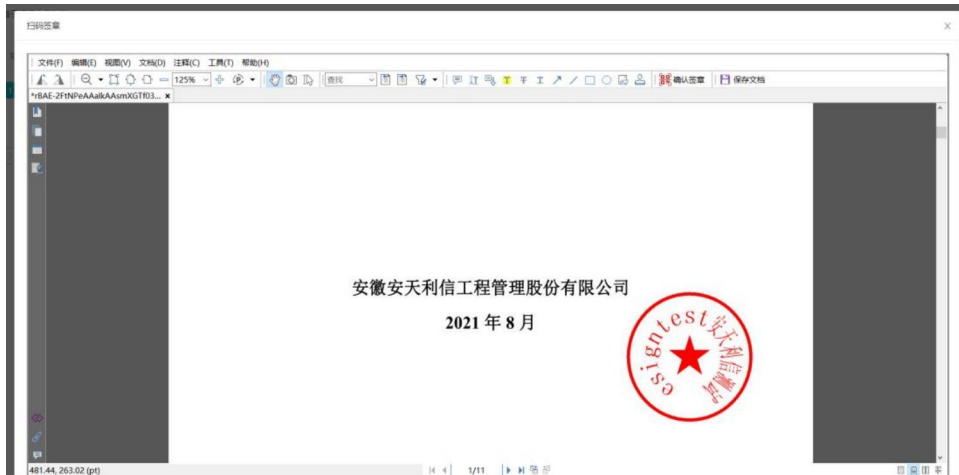 扫码签章
文件(F) 编辑(E) 视图(V) 文档(D) 注释(C) 工具(T) 帮助(H)
125% 查找 确认签章 保存文档
*rBAE-2FtNPeAAalkAAsmXGTf03...
安徽安天利信工程管理股份有限公司
2021 年 8 月
esigntest安天利信测试
481.44, 263.02 (pt) 1/11